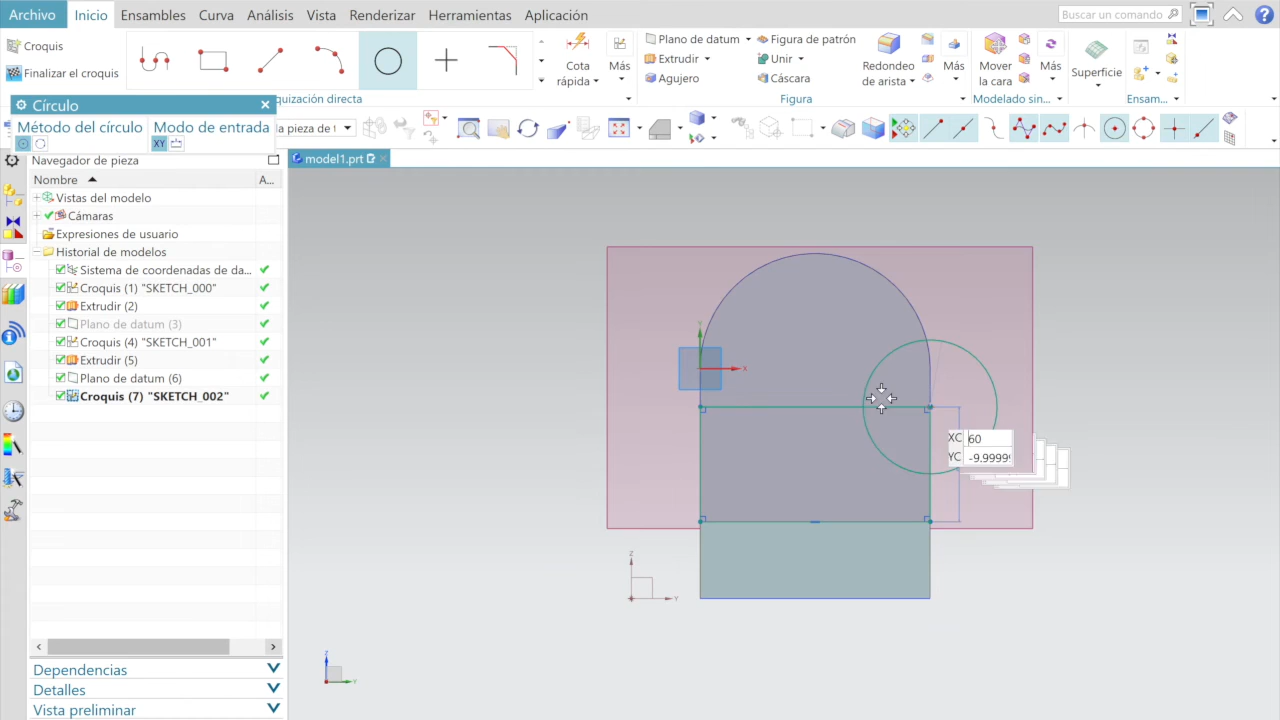 Archivo Inicio Ensambles Curva Análisis Vista Renderizar Herramientas Aplicación Buscar un comando
Croquis
Finalizar el croquis
Cota rápida
Más
Plano de datum
Extrudir
Agujero
Figura de patrón
Unir
Cáscara
Redondeo de arista
Más
Mover la cara
Más
Superficie
quización directa
Figura
Modelado sin...
Ensam...
Círculo
Método del círculo Modo de entrada
XY
la pieza de t
Navegador de pieza
model1.prt
Nombre A...
Vistas del modelo
Cámaras
Expresiones de usuario
Historial de modelos
Sistema de coordenadas de da...
Croquis (1) "SKETCH_000"
Extrudir (2)
Plano de datum (3)
Croquis (4) "SKETCH_001"
Extrudir (5)
Plano de datum (6)
Croquis (7) "SKETCH_002"
Y
X
XC 60
YC -9.9999
Z
Y
Z
Y
Dependencias
Detalles
Vista preliminar